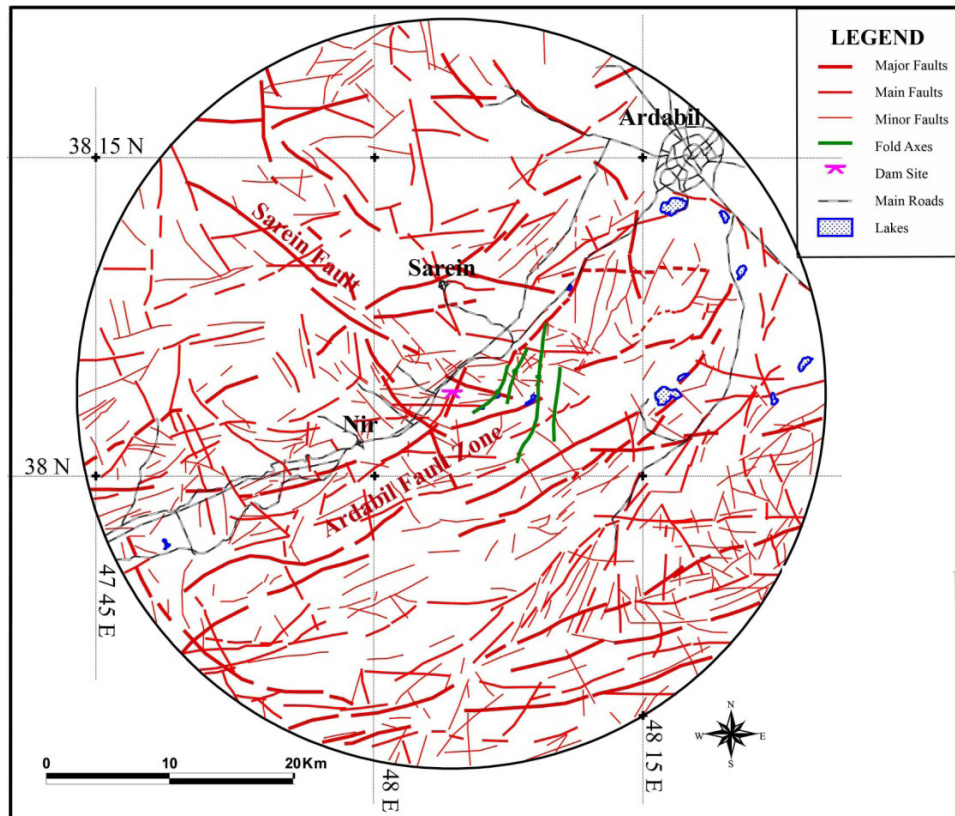 LEGEND
Major Faults
Main Faults
Minor Faults
Fold Axes
Dam Site
Main Roads
Lakes
Ardabil
38 15 N
Sarein Fault
Sarein
Nir
Ardabil Fault Zone
38 N
47 45 E
48 E
48 15 E
N
W E
S
0 10 20Km